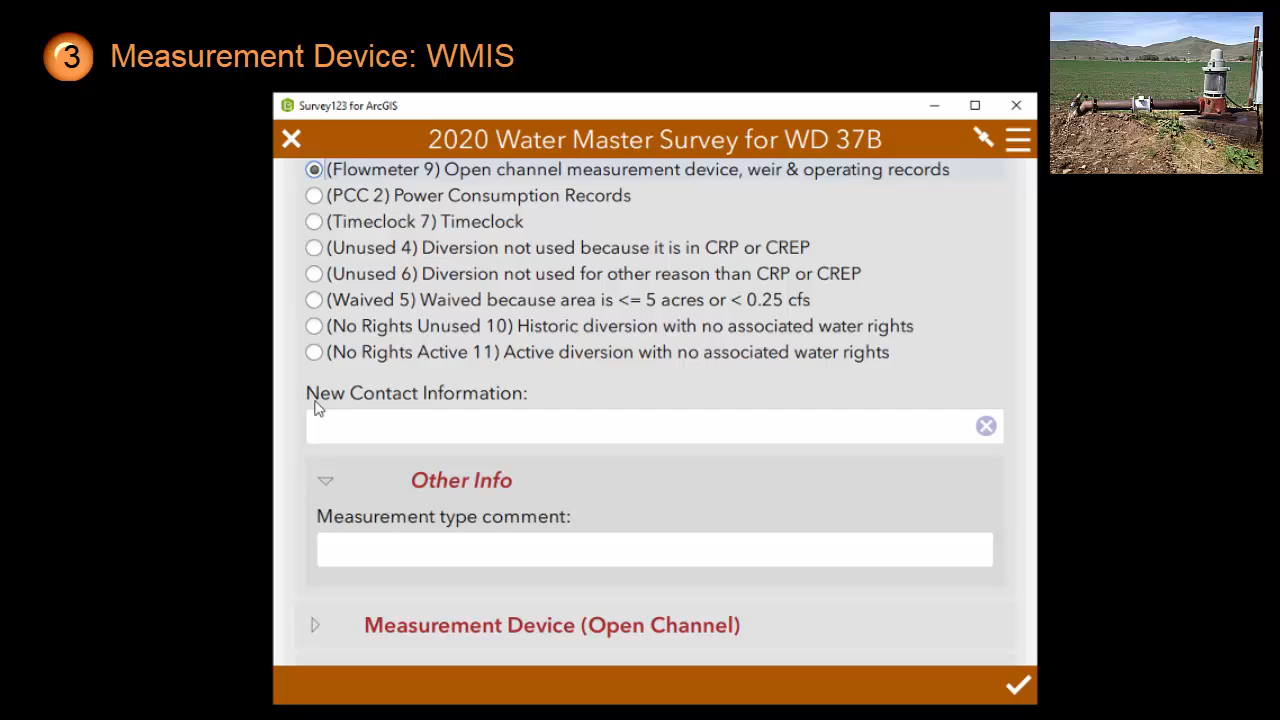 3 Measurement Device: WMIS
Survey123 for ArcGIS
2020 Water Master Survey for WD 37B
(Flowmeter 9) Open channel measurement device, weir & operating records
(PCC 2) Power Consumption Records
(Timeclock 7) Timeclock
(Unused 4) Diversion not used because it is in CRP or CREP
(Unused 6) Diversion not used for other reason than CRP or CREP
(Waived 5) Waived because area is <= 5 acres or < 0.25 cfs
(No Rights Unused 10) Historic diversion with no associated water rights
(No Rights Active 11) Active diversion with no associated water rights
New Contact Information:
Other Info
Measurement type comment:
Measurement Device (Open Channel)